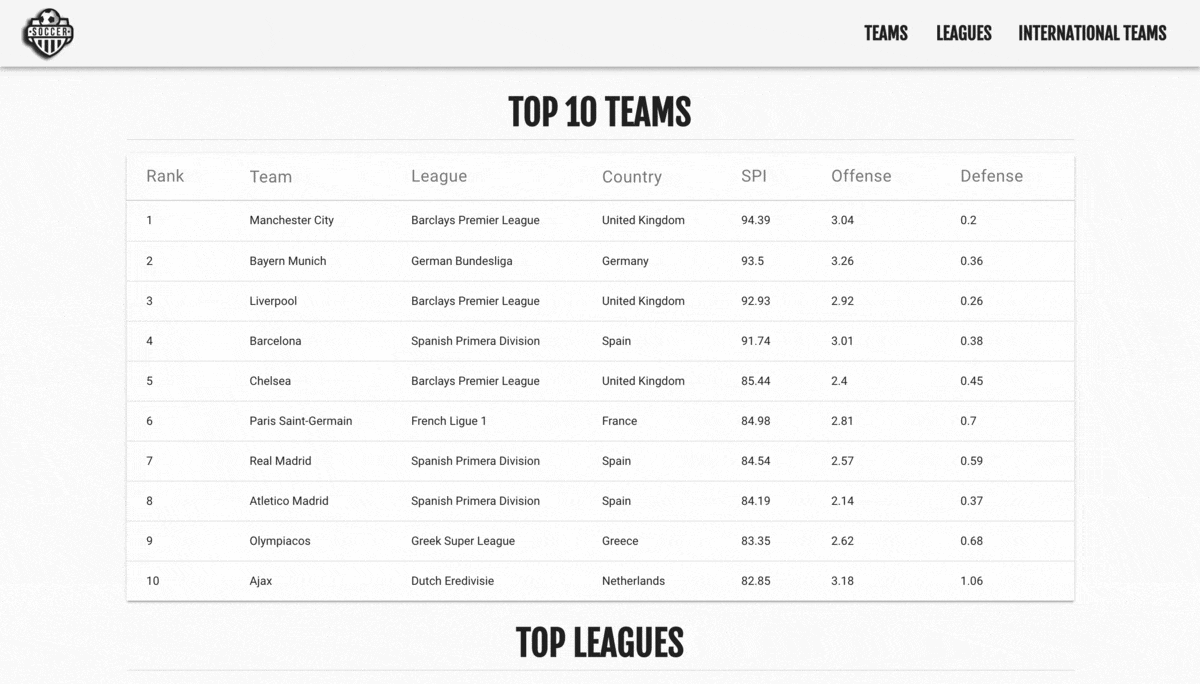 SOCCER
TEAMS LEAGUES INTERNATIONAL TEAMS
TOP 10 TEAMS
Rank Team League Country SPI Offense Defense
1 Manchester City Barclays Premier League United Kingdom 94.39 3.04 0.2
2 Bayern Munich German Bundesliga Germany 93.5 3.26 0.36
3 Liverpool Barclays Premier League United Kingdom 92.93 2.92 0.26
4 Barcelona Spanish Primera Division Spain 91.74 3.01 0.38
5 Chelsea Barclays Premier League United Kingdom 85.44 2.4 0.45
6 Paris Saint-Germain French Ligue 1 France 84.98 2.81 0.7
7 Real Madrid Spanish Primera Division Spain 84.54 2.57 0.59
8 Atletico Madrid Spanish Primera Division Spain 84.19 2.14 0.37
9 Olympiacos Greek Super League Greece 83.35 2.62 0.68
10 Ajax Dutch Eredivisie Netherlands 82.85 3.18 1.06
TOP LEAGUES